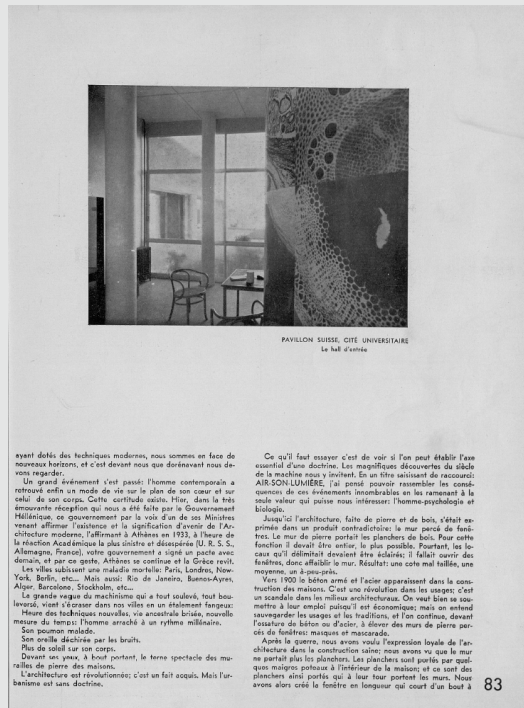 PAVILLON SUISSE, CITÉ UNIVERSITAIRE
Le hall d'entrée
ayant dotés des techniques modernes, nous sommes en face de
nouveaux horizons, et c'est devant nous que dorénavant nous de-
vons regarder.
Un grand événement s'est passé: l'homme contemporain a
retrouvé enfin un mode de vie sur le plan de son cœur et sur
celui de son corps. Cette certitude existe. Hier, dans la très
émouvante réception qui nous a été faite par le Gouvernement
Héllénique, ce gouvernement par la voix d'un de ses Ministres
venant affirmer l'existence et la signification d'avenir de l'Ar-
chitecture moderne, l'affirmant à Athènes en 1933, à l'heure de
la réaction Académique la plus sinistre et désespérée (U. R. S. S.,
Allemagne, France), votre gouvernement a signé un pacte avec
demain, et par ce geste, Athènes se continue et la Grèce revit.
Les villes subissent une maladie mortelle: Paris, Londres, New-
York, Berlin, etc... Mais aussi: Rio de Janeiro, Buenos-Ayres,
Alger, Barcelone, Stockholm, etc...
La grande vague du machinisme qui a tout soulevé, tout bou-
leversé, vient s'écraser dans nos villes en un étalement fangeux:
Heure des techniques nouvelles, vie ancestrale brisée, nouvelle
mesure du temps: l'homme arraché à un rythme millénaire.
Son poumon malade.
Son oreille déchirée par les bruits.
Plus de soleil sur son corps.
Devant ses yeux, à bout portant, le terne spectacle des mu-
railles de pierre des maisons.
L'architecture est révolutionnée; c'est un fait acquis. Mais l'ur-
banisme est sans doctrine.
Ce qu'il faut essayer c'est de voir si l'on peut établir l'axe
essentiel d'une doctrine. Les magnifiques découvertes du siècle
de la machine nous y invitent. En un titre saisissant de raccourci:
AIR-SON-LUMIÈRE, j'ai pensé pouvoir rassembler les consé-
quences de ces événements innombrables en les ramenant à la
seule valeur qui puisse nous intéresser: l'homme-psychologie et
biologie.
Jusqu'ici l'architecture, faite de pierre et de bois, s'était ex-
primée dans un produit contradictoire: le mur percé de fenê-
tres. Le mur de pierre portait les planchers de bois. Pour cette
fonction il devait être entier, le plus possible. Pourtant, les lo-
caux qu'il délimitait devaient être éclairés; il fallait ouvrir des
fenêtres, donc affaiblir le mur. Résultat: une cote mal taillée, une
moyenne, un à-peu-près.
Vers 1900 le béton armé et l'acier apparaissent dans la cons-
truction des maisons. C'est une révolution dans les usages; c'est
un scandale dans les milieux architecturaux. On veut bien se sou-
mettre à leur emploi puisqu'il est économique; mais on entend
sauvegarder les usages et les traditions, et l'on continue, devant
l'ossature de béton ou d'acier, à élever des murs de pierre per-
cés de fenêtres: masques et mascarade.
Après la guerre, nous avons voulu l'expression loyale de l'ar-
chitecture dans la construction saine; nous avons vu que le mur
ne portait plus les planchers. Les planchers sont portés par quel-
ques maigres poteaux à l'intérieur de la maison; et ce sont des
planchers ainsi portés qui à leur tour portent les murs. Nous
avons alors créé la fenêtre en longueur qui court d'un bout à
83